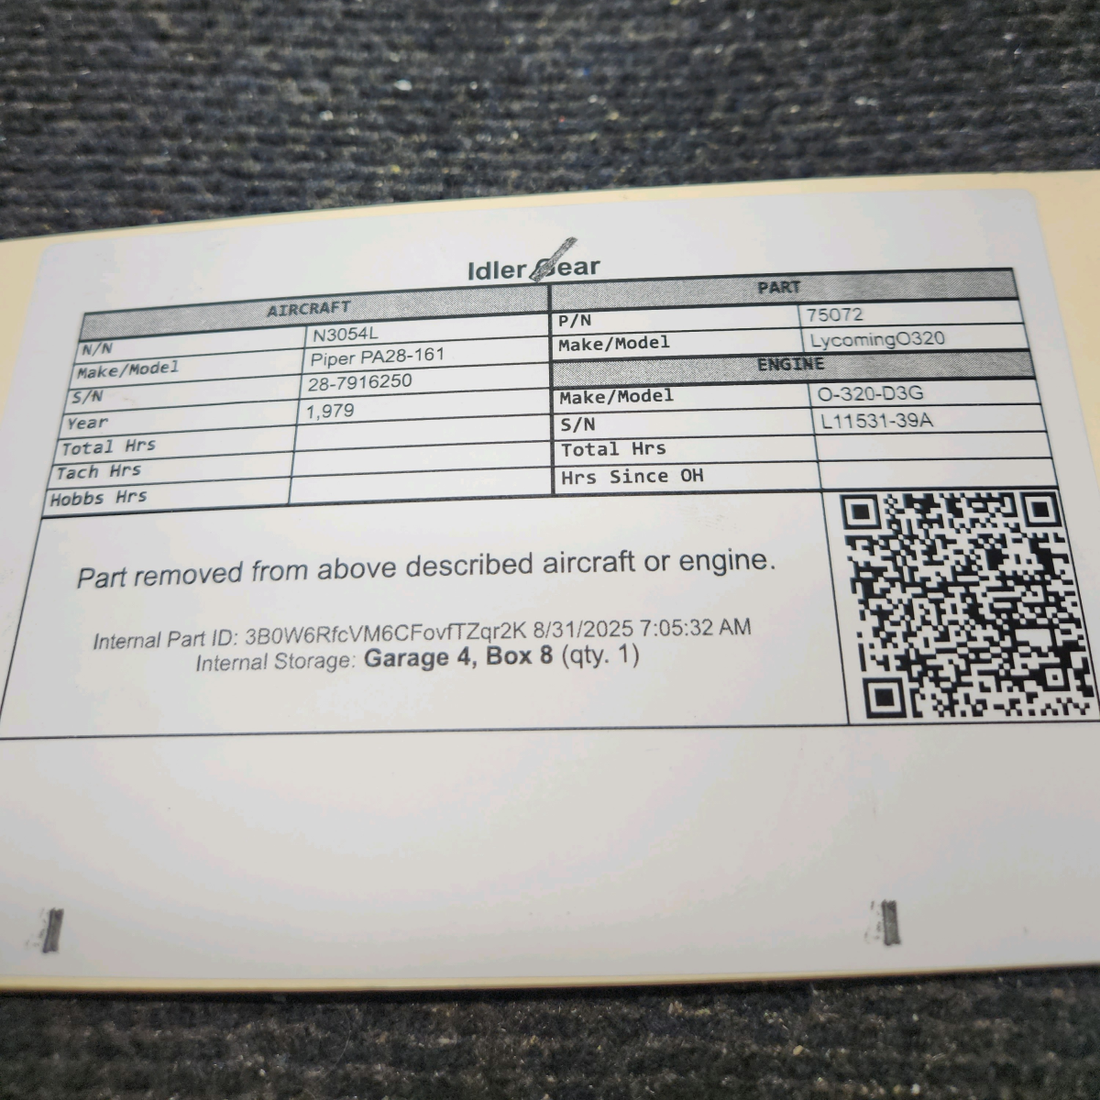 Idler Gear
AIRCRAFT
N/N N3054L
Make/Model Piper PA28-161
S/N 28-7916250
Year 1,979
Total Hrs
Tach Hrs
Hobbs Hrs
PART
P/N 75072
Make/Model LycomingO320
ENGINE
Make/Model O-320-D3G
S/N L11531-39A
Total Hrs
Hrs Since OH
Part removed from above described aircraft or engine.
Internal Part ID: 3B0W6RfcVM6CFovfTZqr2K 8/31/2025 7:05:32 AM
Internal Storage: Garage 4, Box 8 (qty. 1)